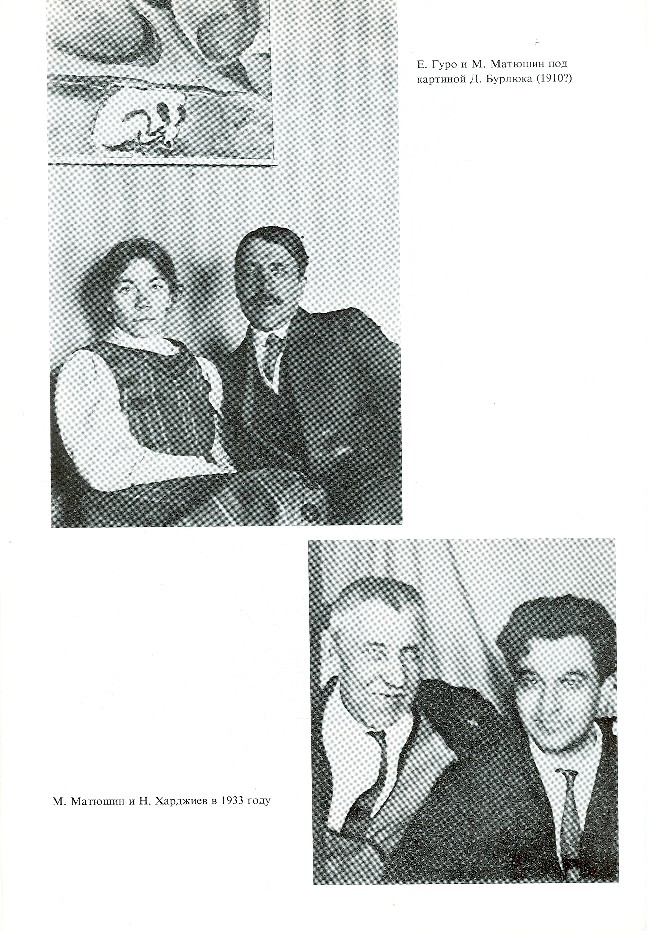 Е. Гуро и М. Матюшин под
картиной Д. Бурлюка (1910?)
М. Матюшин и Н. Харджиев в 1933 году